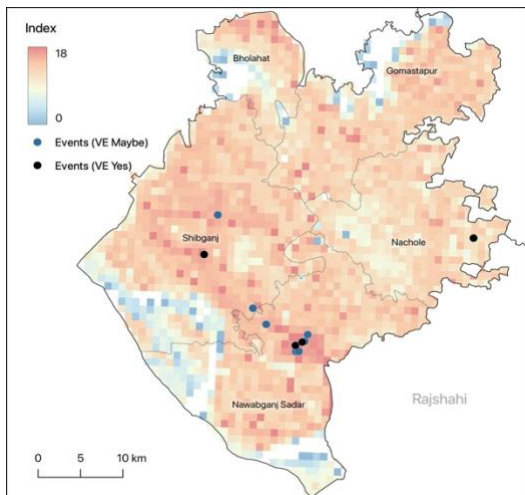 Index
18
0
Events (VE Maybe)
Events (VE Yes)
Bholahat
Gomastapur
Shibganj
Nachole
Nawabganj Sadar
Rajshahi
0 10 km